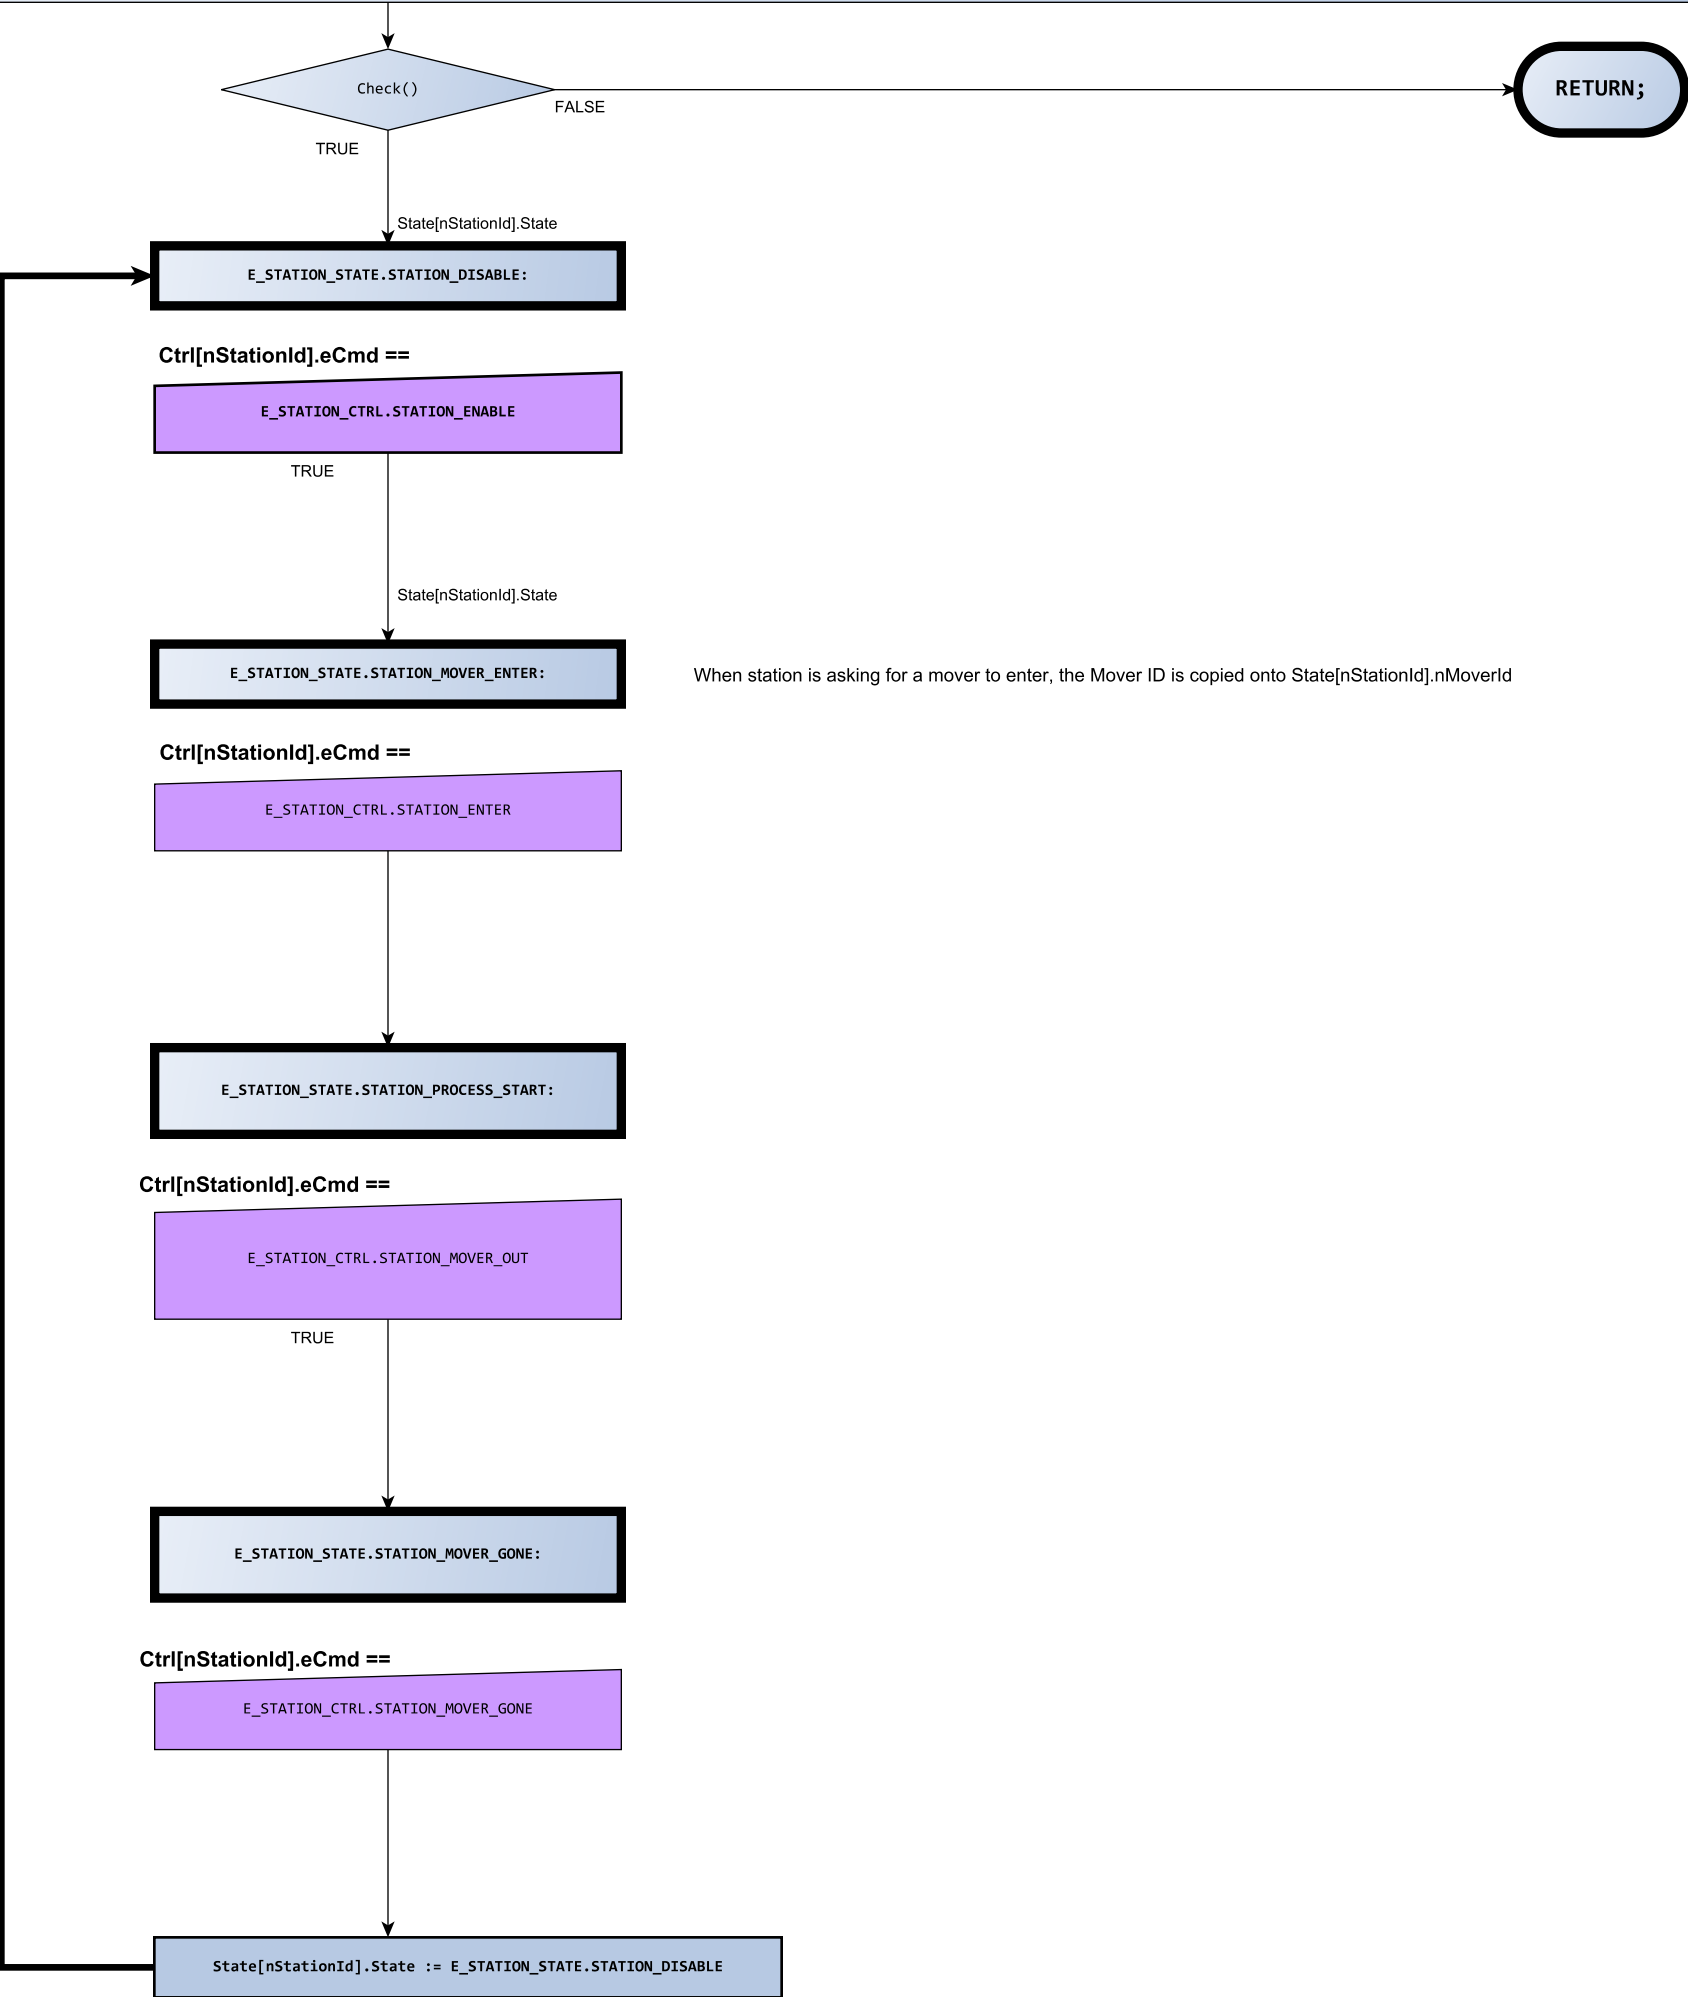 Check()
RETURN;
FALSE
TRUE
State[nStationId].State
E_STATION_STATE.STATION_DISABLE:
Ctrl[nStationId].eCmd ==
E_STATION_CTRL.STATION_ENABLE
TRUE
State[nStationId].State
E_STATION_STATE.STATION_MOVER_ENTER:
When station is asking for a mover to enter, the Mover ID is copied onto State[nStationId].nMoverId
Ctrl[nStationId].eCmd ==
E_STATION_CTRL.STATION_ENTER
E_STATION_STATE.STATION_PROCESS_START:
Ctrl[nStationId].eCmd ==
E_STATION_CTRL.STATION_MOVER_OUT
TRUE
E_STATION_STATE.STATION_MOVER_GONE:
Ctrl[nStationId].eCmd ==
E_STATION_CTRL.STATION_MOVER_GONE
State[nStationId].State := E_STATION_STATE.STATION_DISABLE